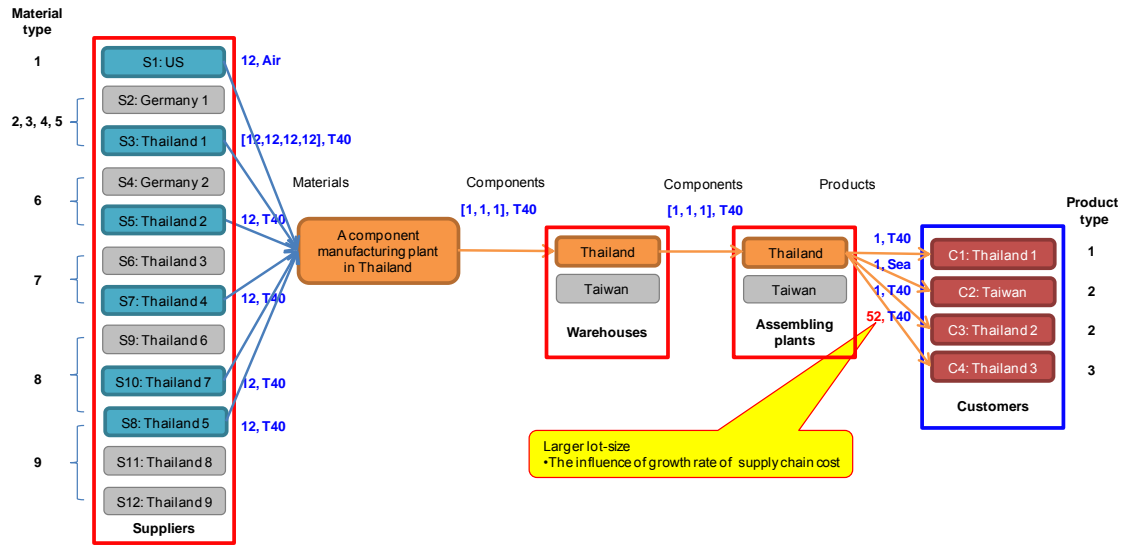 Material
type
1
2, 3, 4, 5
6
7
8
9
S1: US
S2: Germany 1
S3: Thailand 1
S4: Germany 2
S5: Thailand 2
S6: Thailand 3
S7: Thailand 4
S9: Thailand 6
S10: Thailand 7
S8: Thailand 5
S11: Thailand 8
S12: Thailand 9
Suppliers
12, Air
[12,12,12,12], T40
12, T40
12, T40
12, T40
12, T40
Materials
A component
manufacturing plant
in Thailand
Components
[1, 1, 1], T40
Thailand
Taiwan
Warehouses
Components
[1, 1, 1], T40
Thailand
Taiwan
Assembling
plants
Products
1, T40
1, Sea
1, T40
52, T40
C1: Thailand 1
C2: Taiwan
C3: Thailand 2
C4: Thailand 3
Customers
Product
type
1
2
2
3
Larger lot-size
•The influence of growth rate of supply chain cost